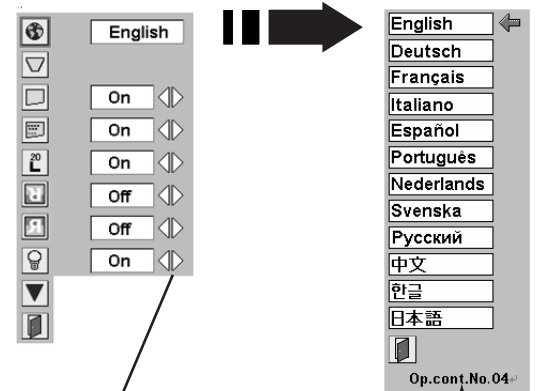 English
On
On
20
L
On
Off
Off
On
English
Deutsch
Français
Italiano
Español
Português
Nederlands
Svenska
Русский
中文
한글
日本語
Op.cont.No.04